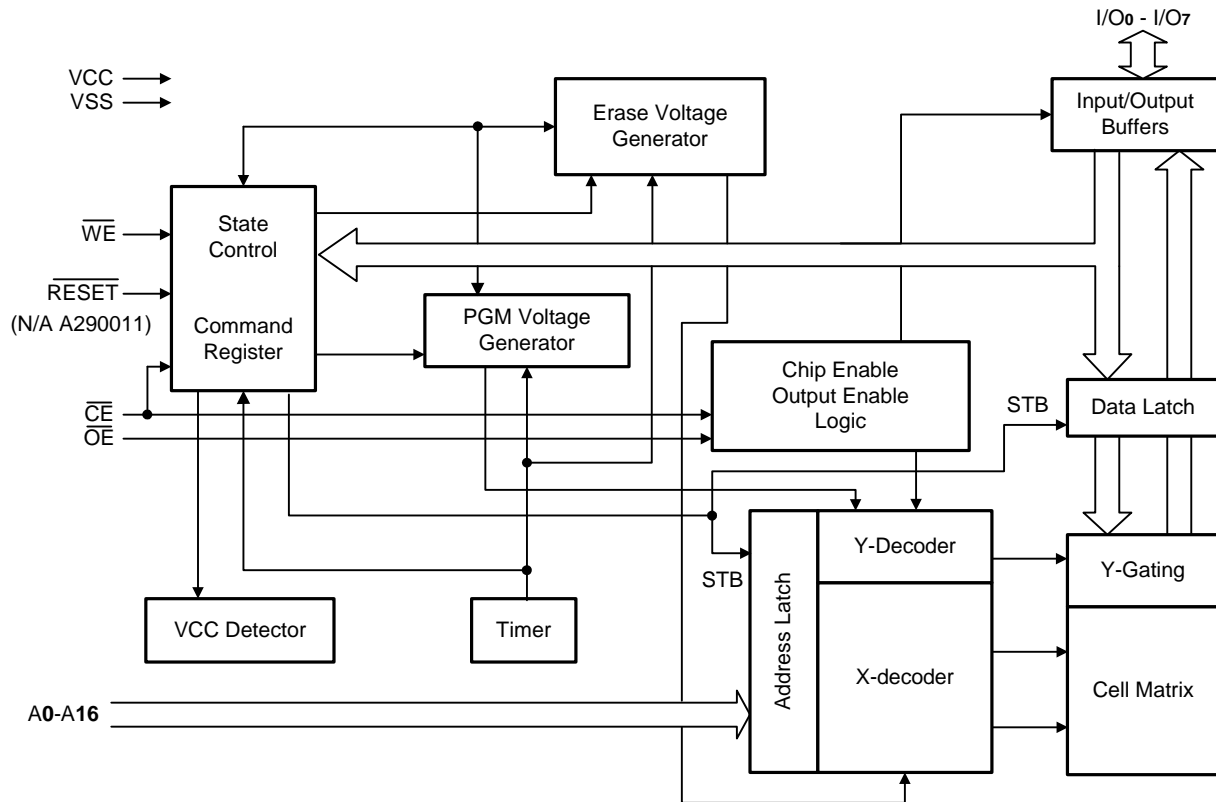 I/O0 - I/O7
VCC
VSS
Erase Voltage
Generator
Input/Output
Buffers
State
Control
WE
RESET
(N/A A290011)
Command
Register
PGM Voltage
Generator
Chip Enable
Output Enable
Logic
CE
OE
STB
Data Latch
Y-Decoder
STB
Address Latch
Y-Gating
VCC Detector
Timer
X-decoder
Cell Matrix
A0-A16